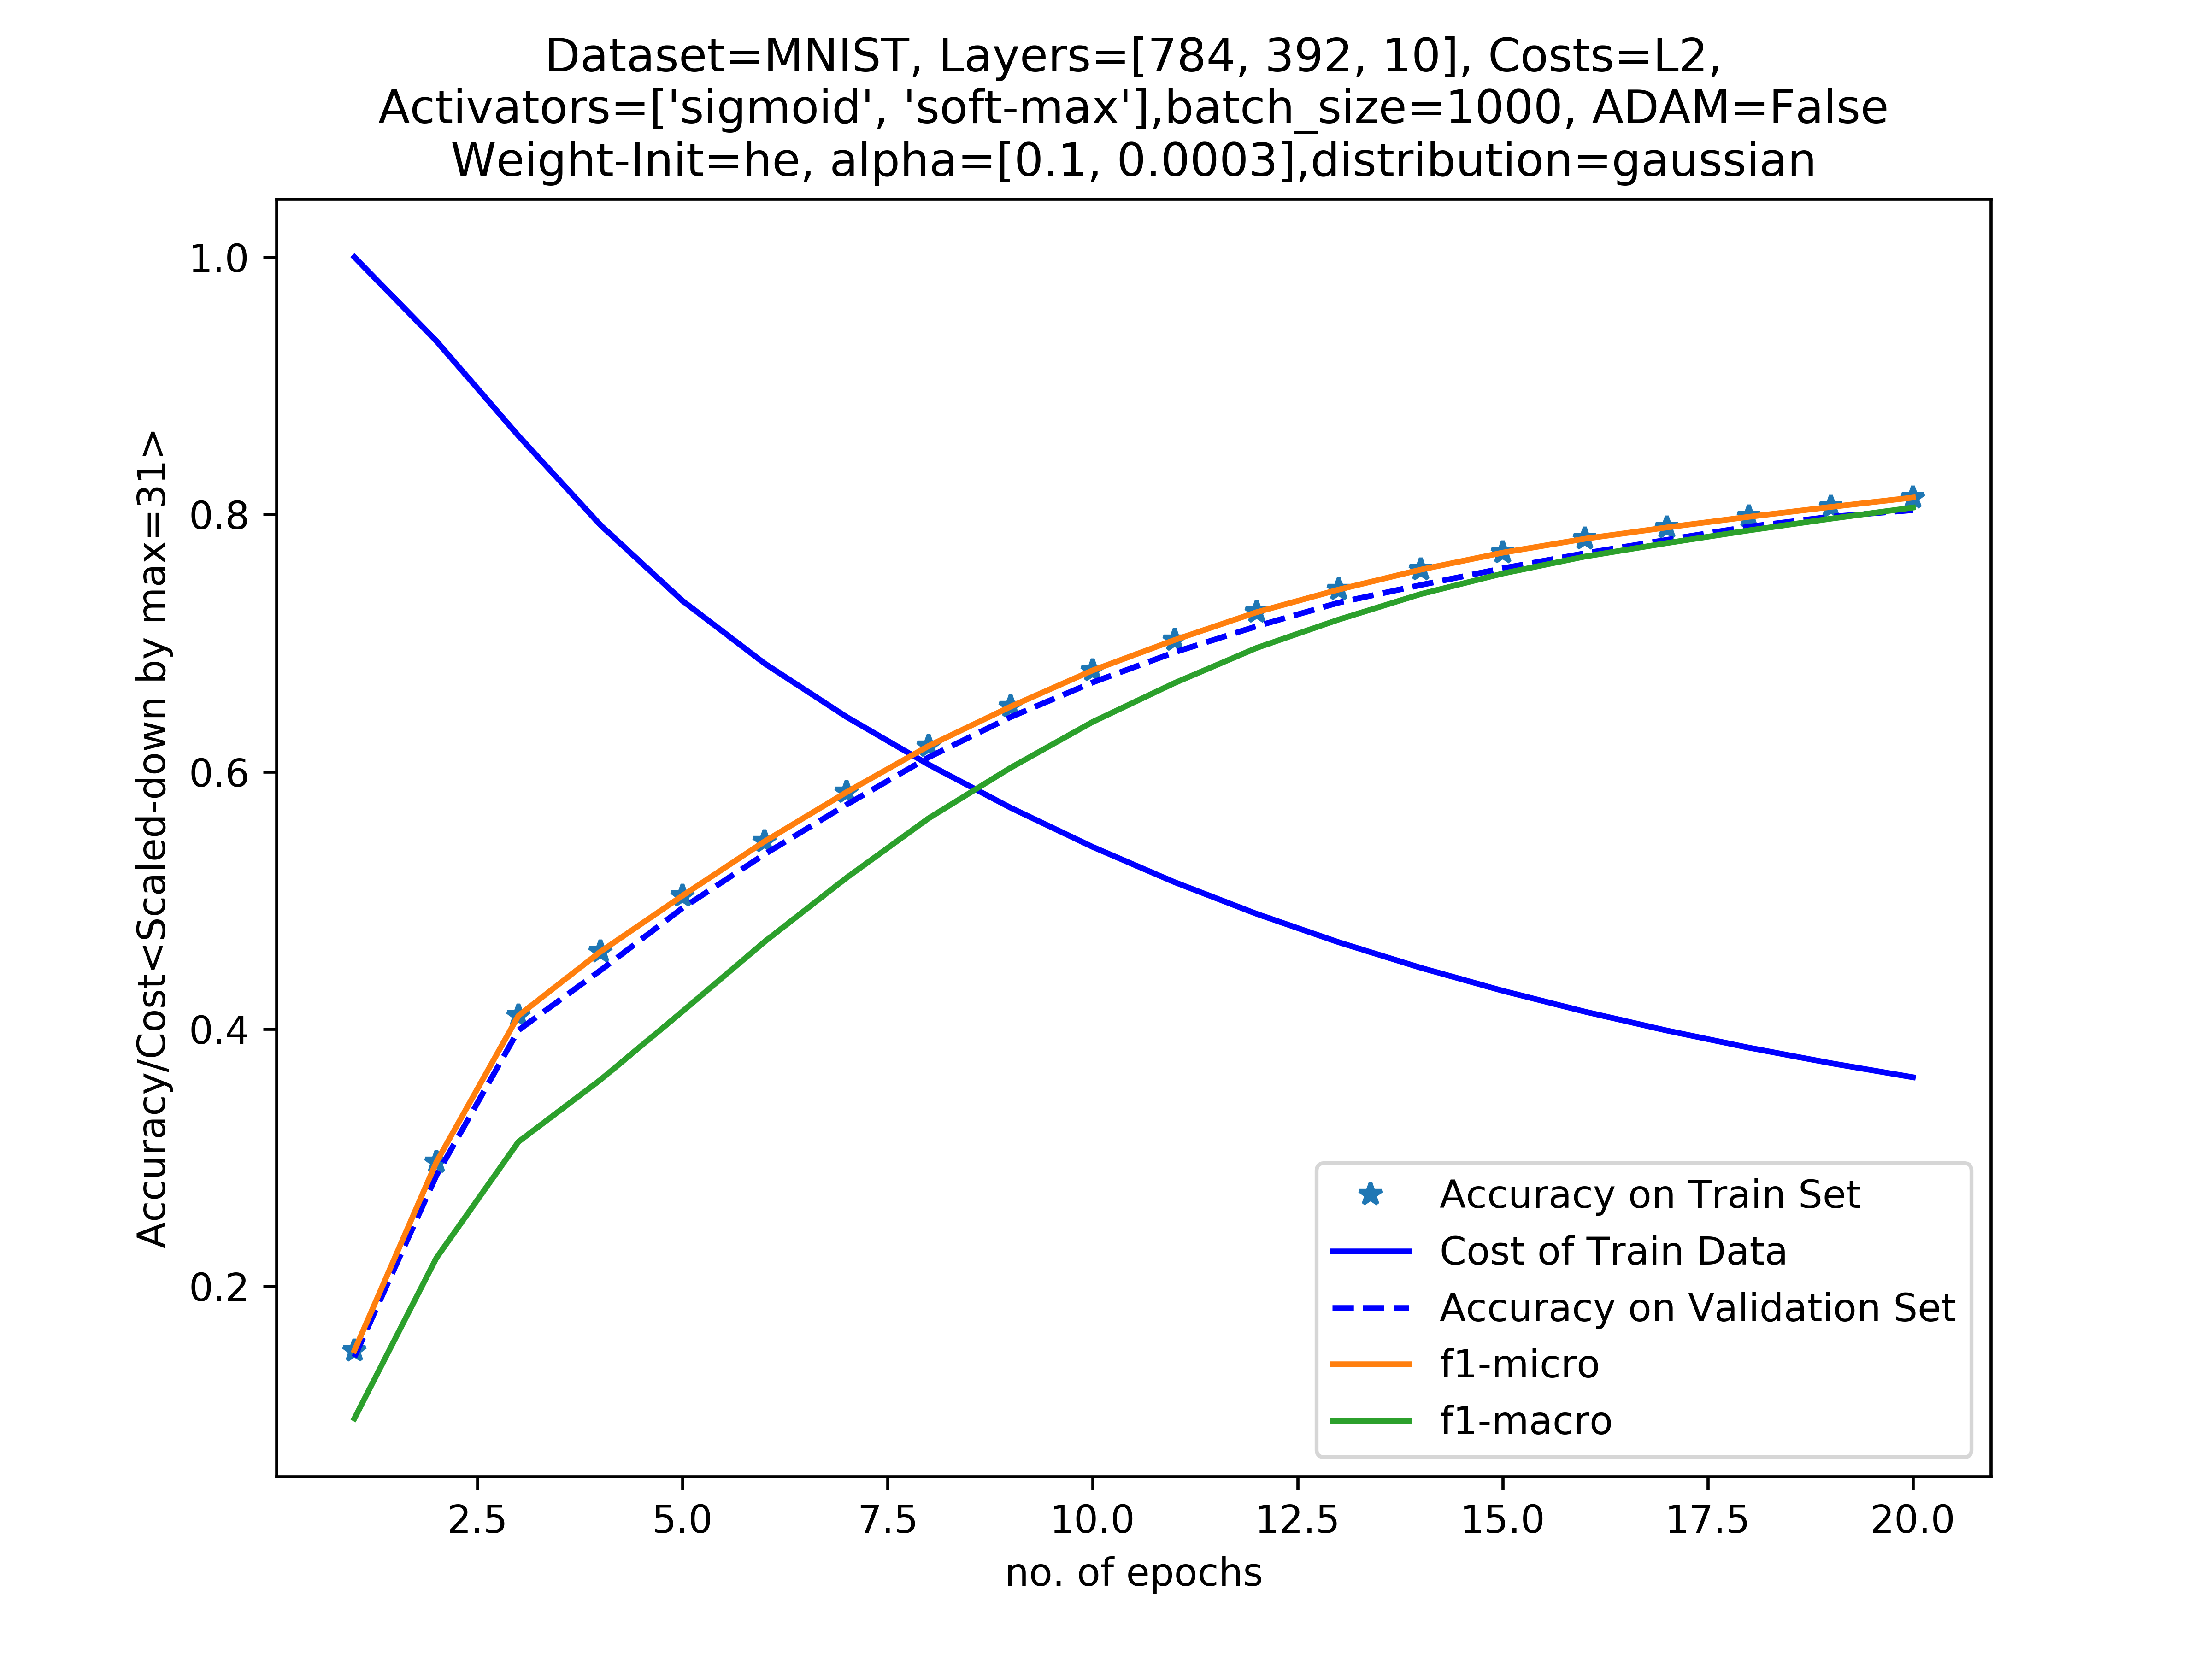 Dataset=MNIST, Layers=[784, 392, 10], Costs=L2,
Activators=['sigmoid', 'soft-max'],batch_size=1000, ADAM=False
Weight-Init=he, alpha=[0.1, 0.0003],distribution=gaussian
Accuracy/Cost<Scaled-down by max=31>
1.0
0.8
0.6
0.4
0.2
Accuracy on Train Set
Cost of Train Data
Accuracy on Validation Set
f1-micro
f1-macro
2.5 5.0 7.5 10.0 12.5 15.0 17.5 20.0
no. of epochs